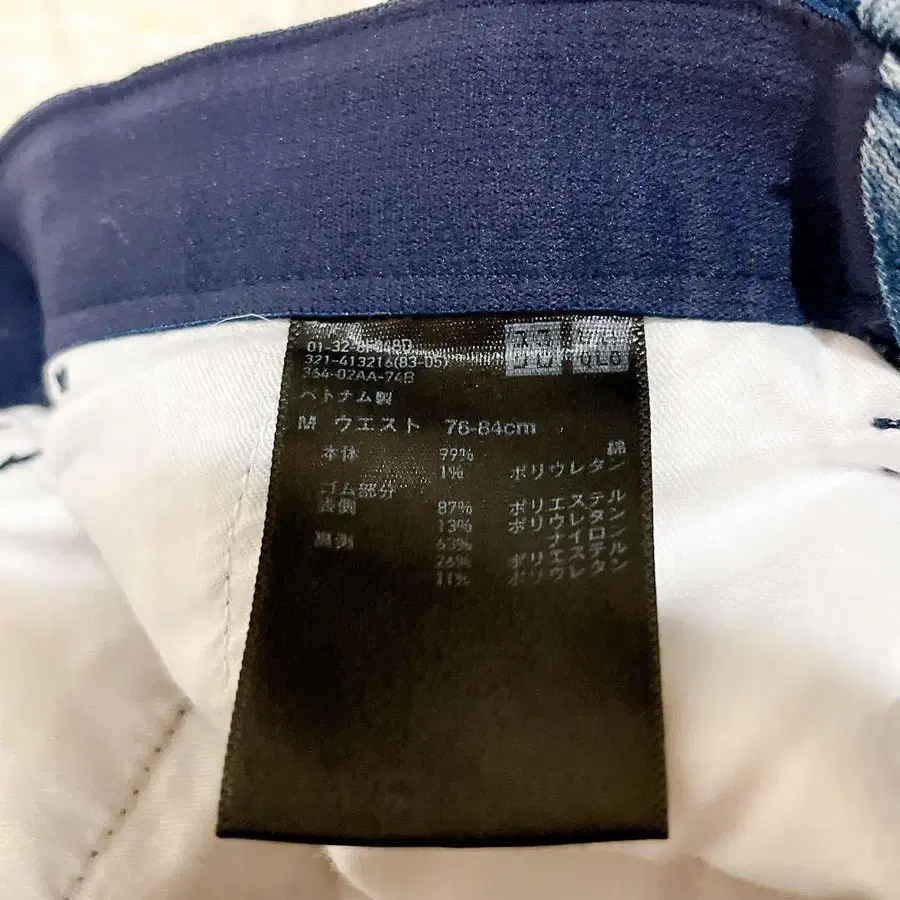 321-413216(83-05)
364-02AA-74B
ベトナム製
M ウエスト 76-84cm
本体 99% 綿
1% ポリウレタン
ゴム部分
表側 87% ポリエステル
13% ポリウレタン
裏側 63% ナイロン
26% ポリエステル
11% ポリウレタン